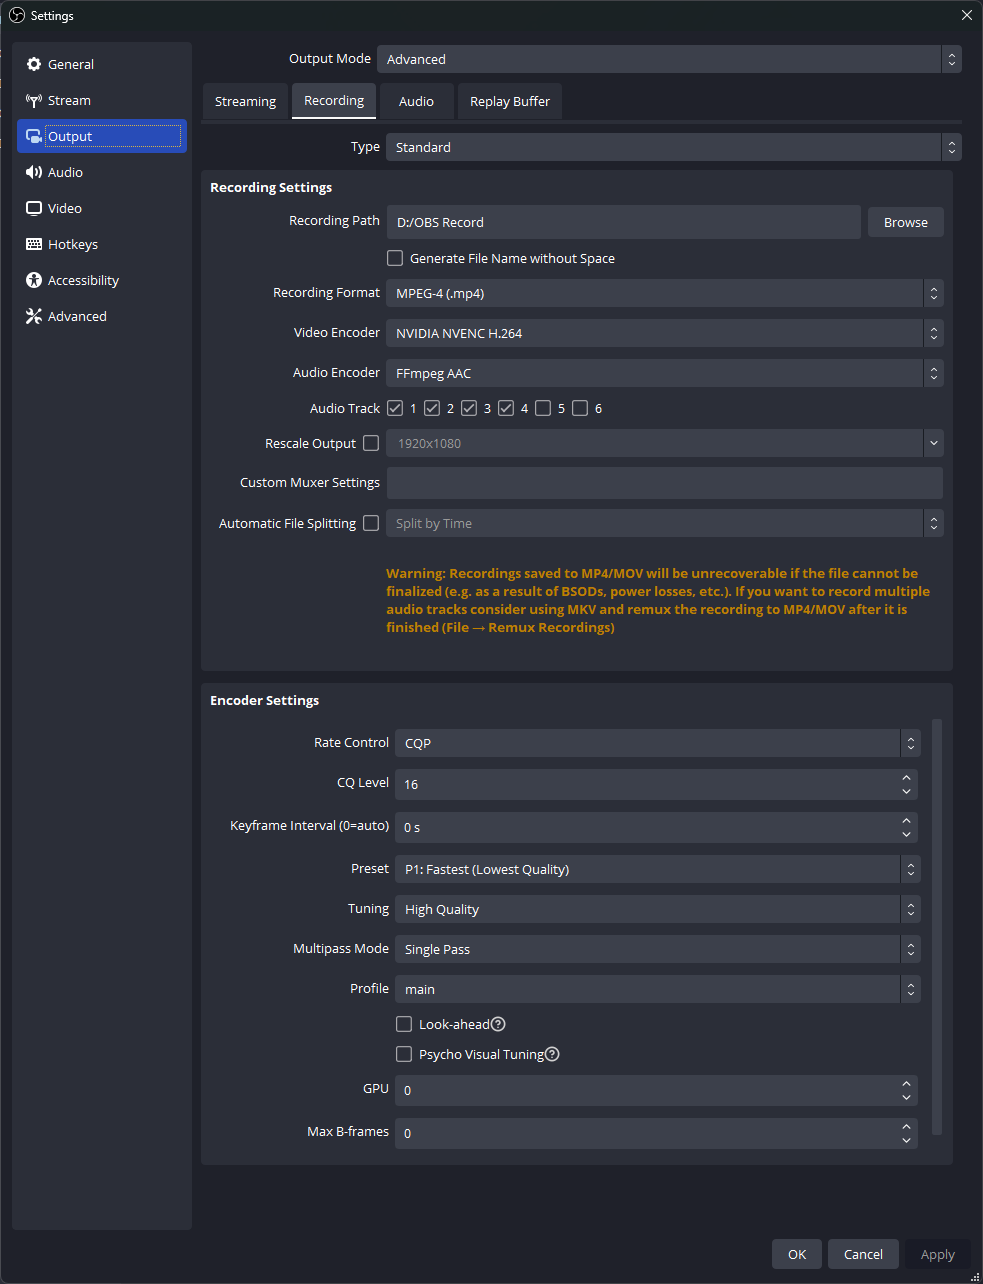 Settings
General
Stream
Output
Audio
Video
Hotkeys
Accessibility
Advanced
Output Mode Advanced
Streaming Recording Audio Replay Buffer
Type Standard
Recording Settings
Recording Path D:/OBS Record Browse
Generate File Name without Space
Recording Format MPEG-4 (.mp4)
Video Encoder NVIDIA NVENC H.264
Audio Encoder FFmpeg AAC
Audio Track 1 2 3 4 5 6
Rescale Output 1920x1080
Custom Muxer Settings
Automatic File Splitting Split by Time
Warning: Recordings saved to MP4/MOV will be unrecoverable if the file cannot be
finalized (e.g. as a result of BSODs, power losses, etc.). If you want to record multiple
audio tracks consider using MKV and remux the recording to MP4/MOV after it is
finished (File → Remux Recordings)
Encoder Settings
Rate Control CQP
CQ Level 16
Keyframe Interval (0=auto) 0 s
Preset P1: Fastest (Lowest Quality)
Tuning High Quality
Multipass Mode Single Pass
Profile main
Look-ahead ?
Psycho Visual Tuning ?
GPU 0
Max B-frames 0
OK Cancel Apply